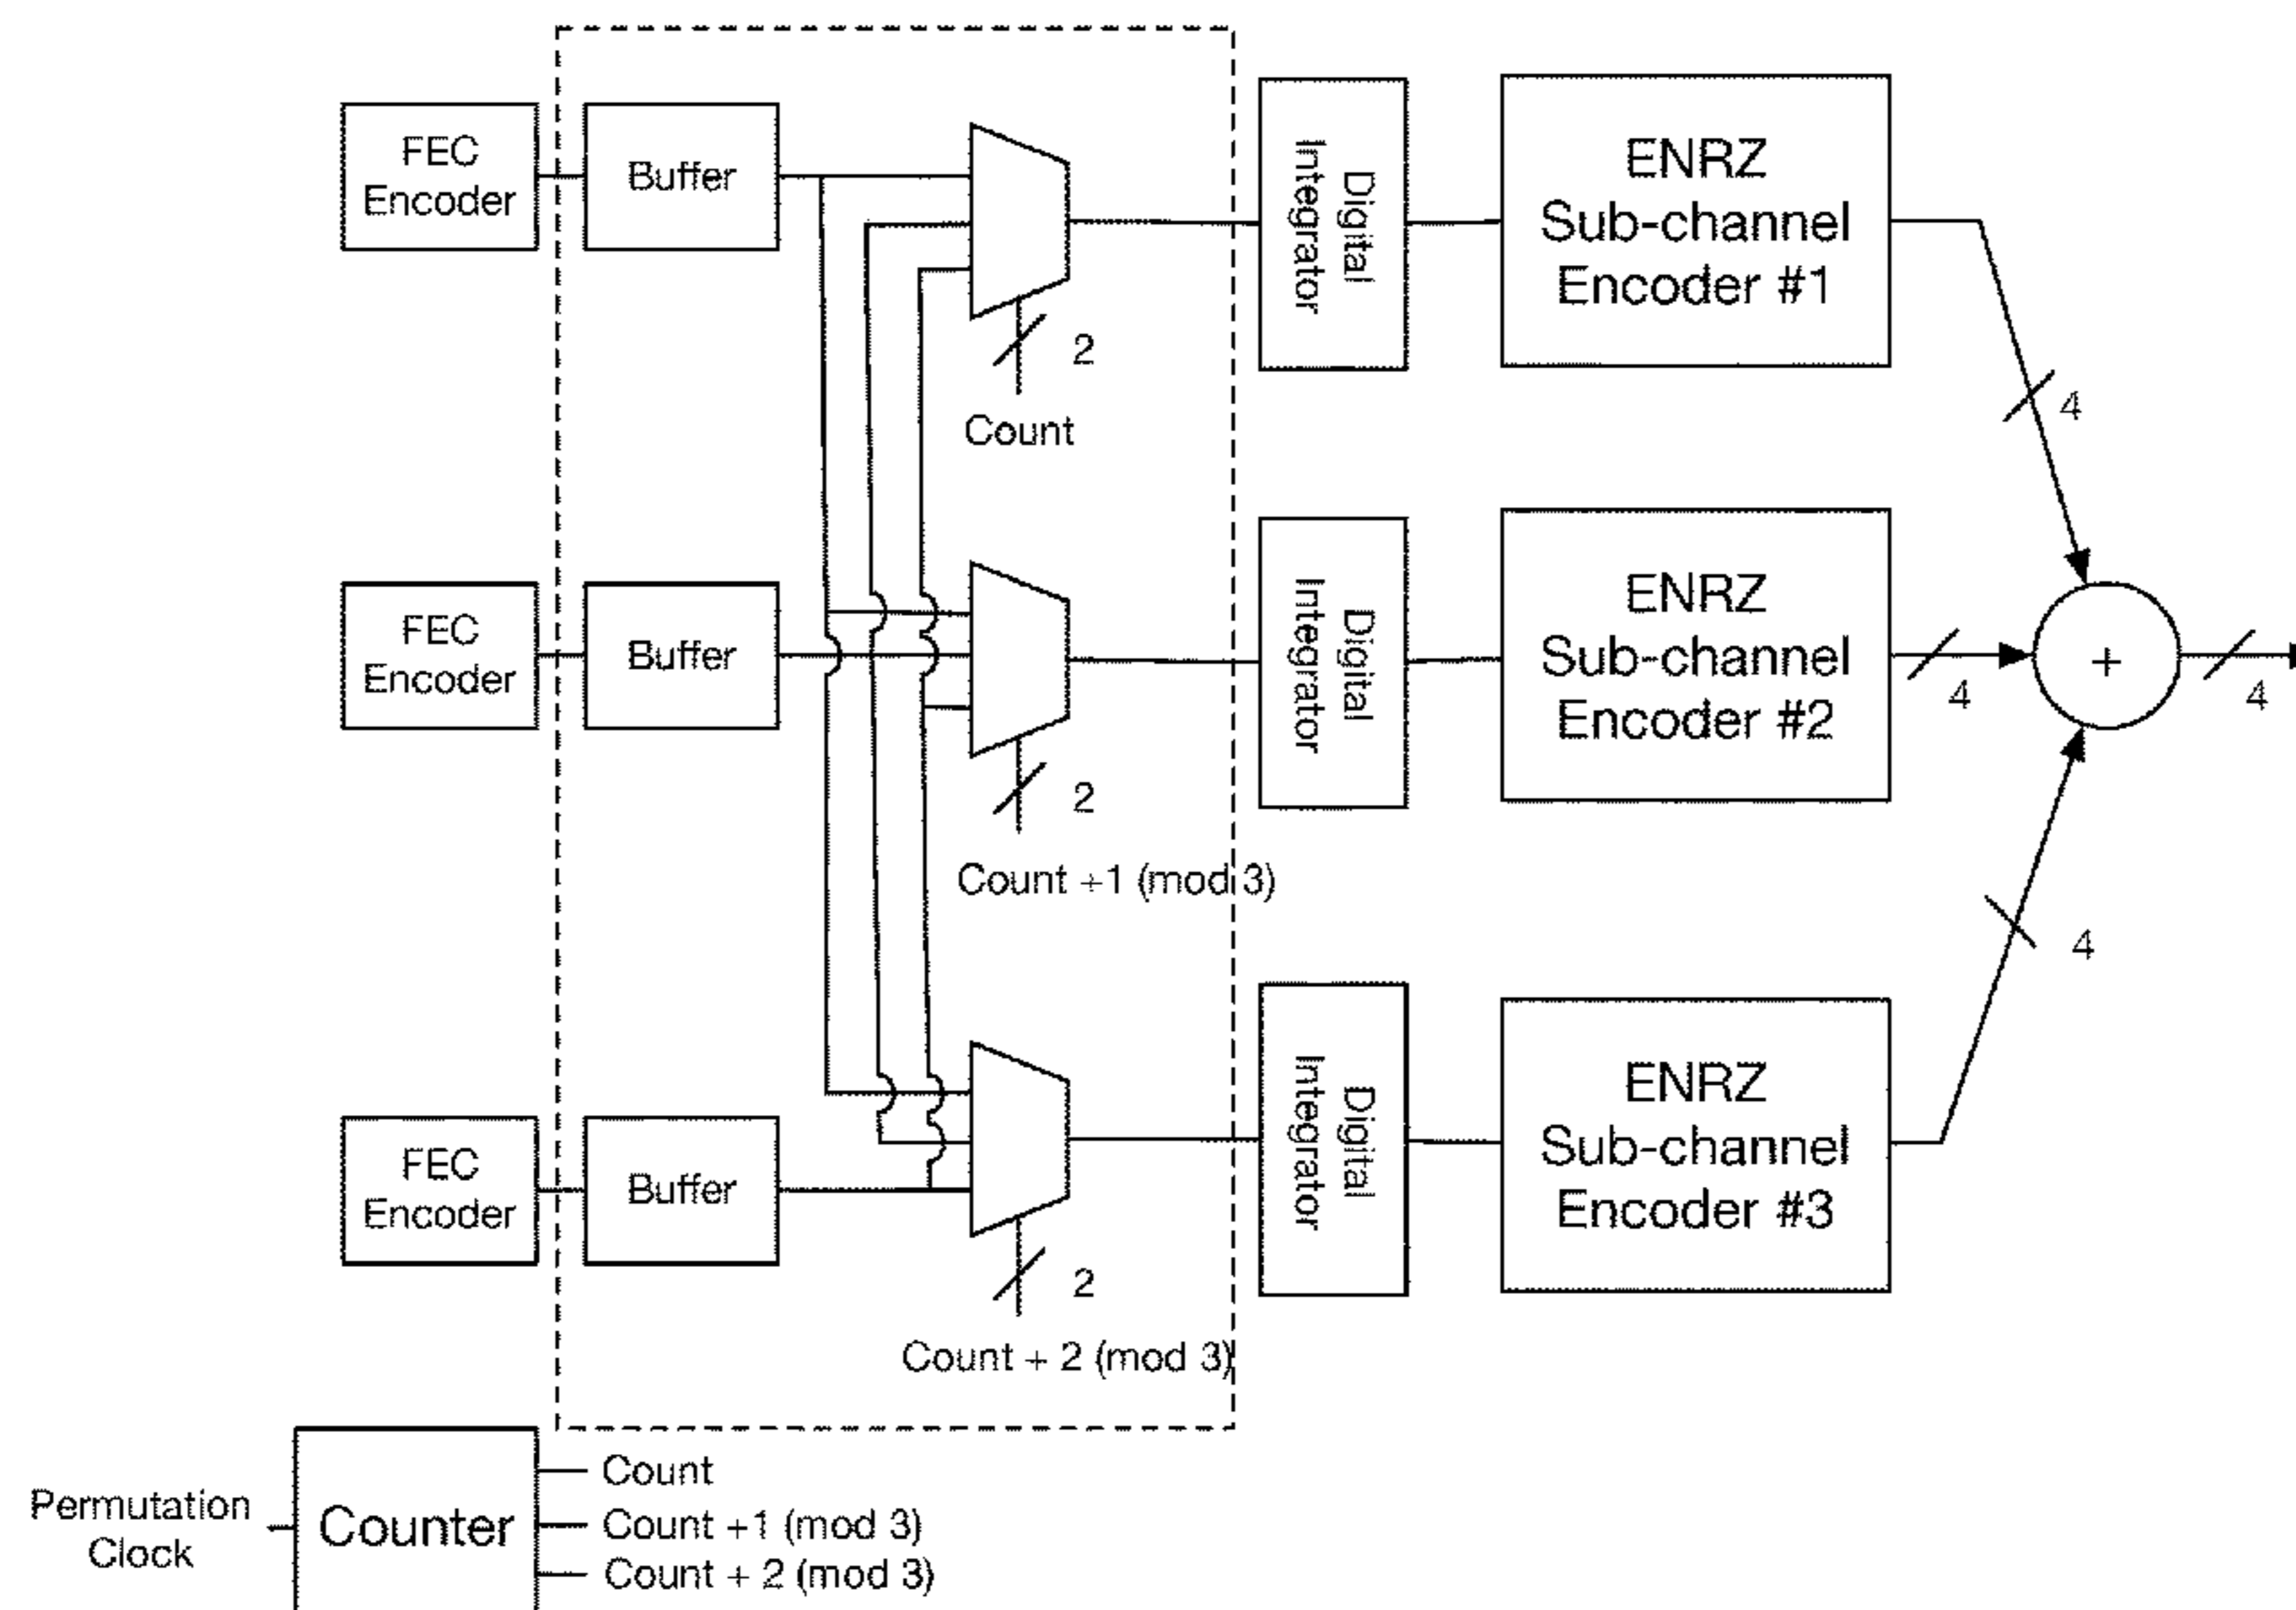 FEC
Encoder
Buffer
2
Count
Digital
Integrator
ENRZ
Sub-channel
Encoder #1
4
FEC
Encoder
Buffer
2
Count +1 (mod 3)
Digital
Integrator
ENRZ
Sub-channel
Encoder #2
4
+
4
FEC
Encoder
Buffer
2
Count + 2 (mod 3)
Digital
Integrator
ENRZ
Sub-channel
Encoder #3
4
Permutation
Clock
Counter
Count
Count +1 (mod 3)
Count + 2 (mod 3)